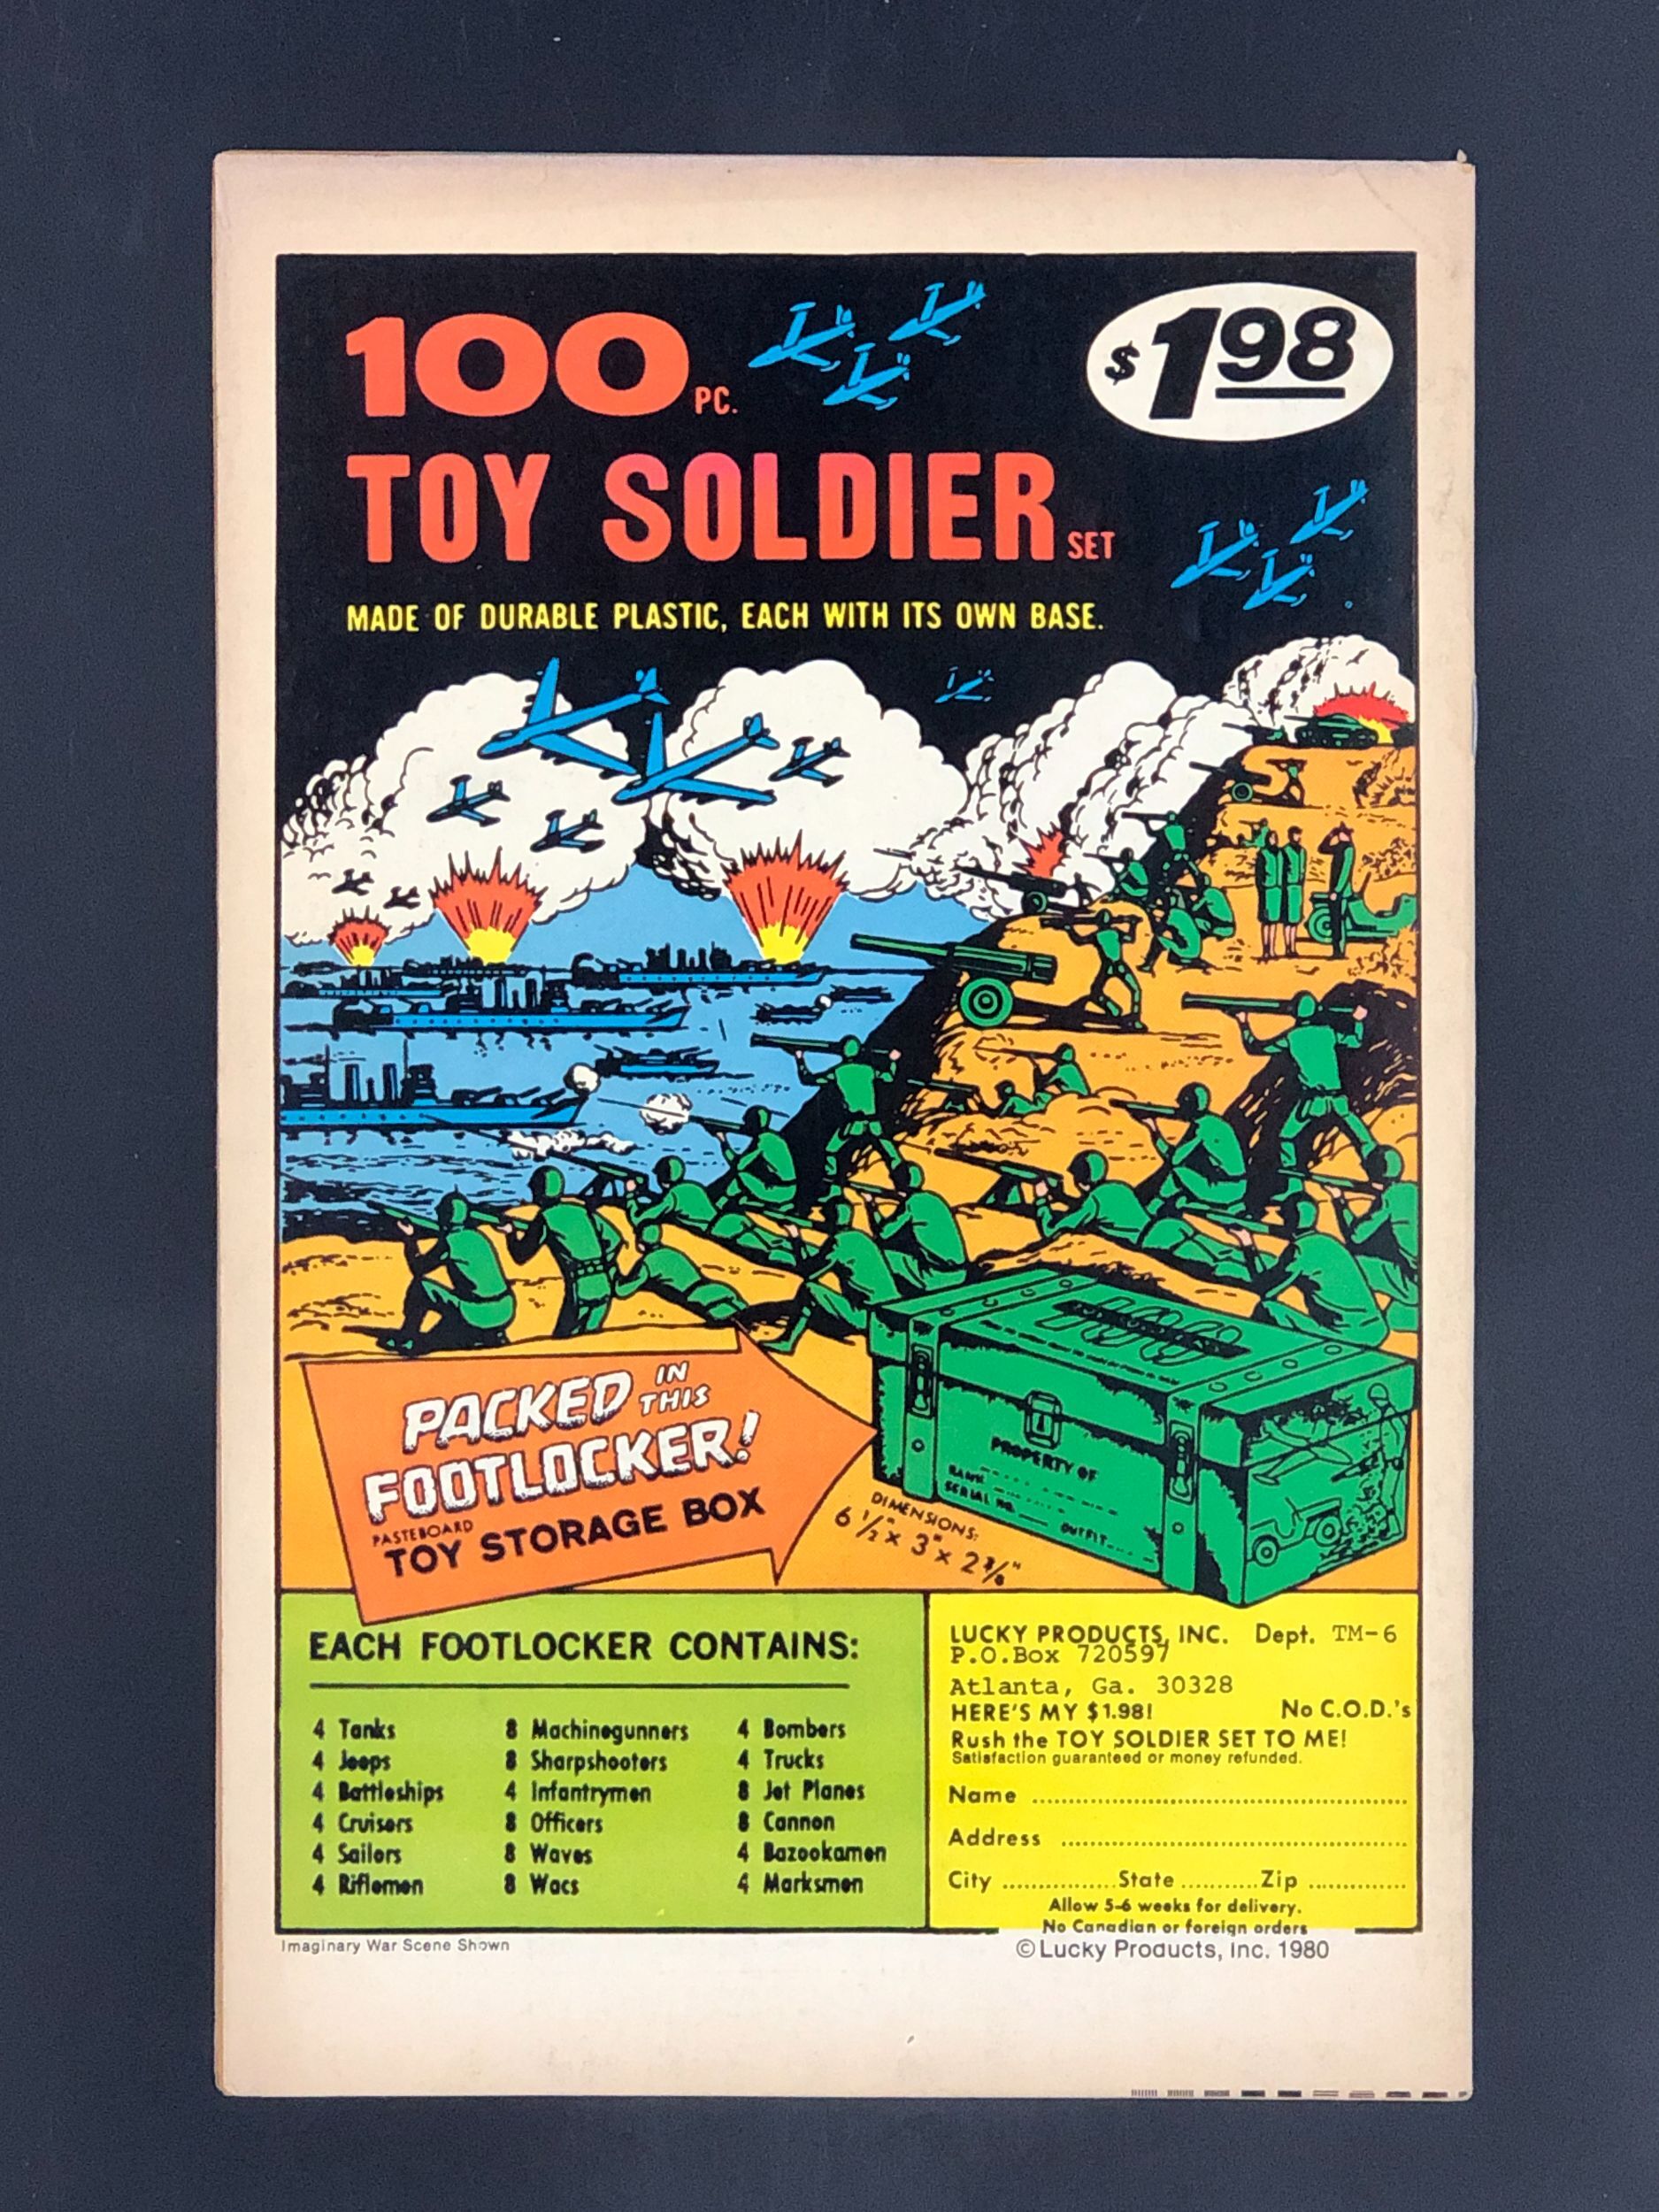 100 PC.
$1.98
TOY SOLDIER SET
MADE OF DURABLE PLASTIC, EACH WITH ITS OWN BASE.
PACKED IN THIS
FOOTLOCKER!
PASTEBOARD
TOY STORAGE BOX
DIMENSIONS:
6 1/2" x 3" x 2 3/8"
PROPERTY OF
RANK
SERIAL NO.
OUTFIT
EACH FOOTLOCKER CONTAINS:
4 Tanks
4 Jeeps
4 Battleships
4 Cruisers
4 Sailors
4 Riflemen
8 Machinegunners
8 Sharpshooters
4 Infantrymen
8 Officers
8 Waves
8 Wacs
4 Bombers
4 Trucks
8 Jet Planes
8 Cannon
4 Bazookamen
4 Marksmen
LUCKY PRODUCTS, INC. Dept. TM-6
P.O.Box 720597
Atlanta, Ga. 30328
HERE'S MY $1.98! No C.O.D.'s
Rush the TOY SOLDIER SET TO ME!
Satisfaction guaranteed or money refunded.
Name
Address
City ............... State .......... Zip .............
Allow 5-6 weeks for delivery.
No Canadian or foreign orders
Imaginary War Scene Shown
© Lucky Products, Inc. 1980